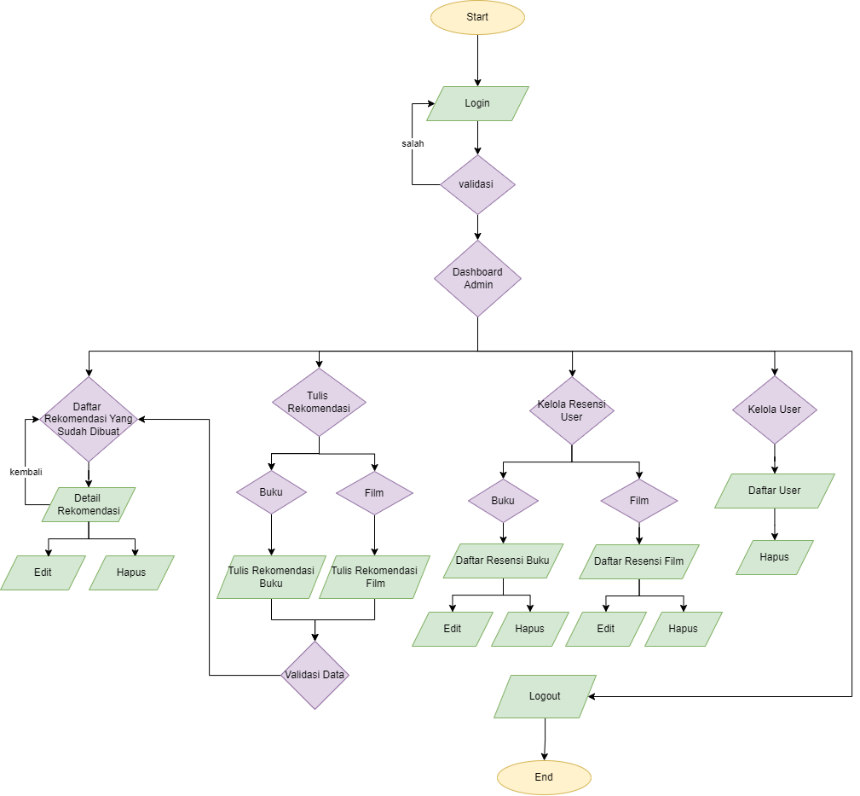 Start
Login
salah
validasi
Dashboard
Admin
Daftar
Rekomendasi Yang
Sudah Dibuat
Tulis
Rekomendasi
Kelola Resensi
User
Kelola User
kembali
Detail
Rekomendasi
Buku
Film
Buku
Film
Daftar User
Edit
Hapus
Tulis Rekomendasi
Buku
Tulis Rekomendasi
Film
Daftar Resensi Buku
Daftar Resensi Film
Hapus
Edit
Hapus
Edit
Hapus
Validasi Data
Logout
End